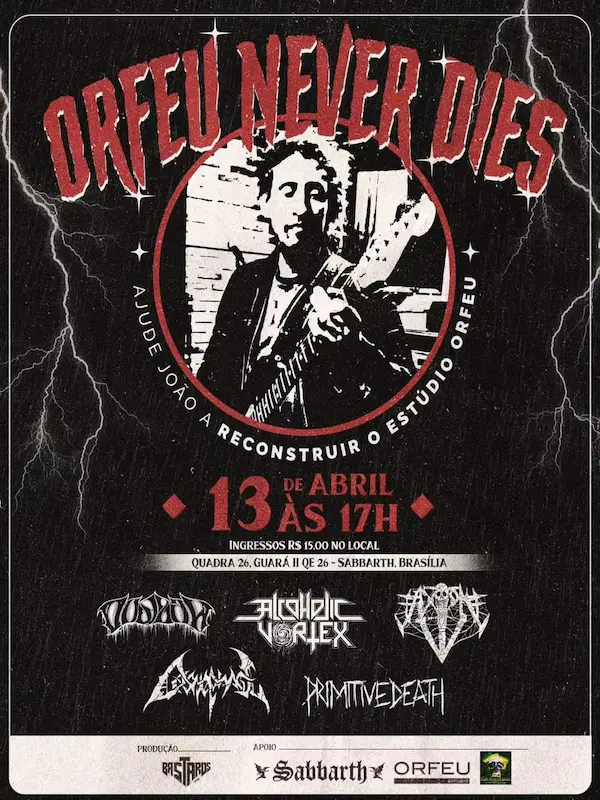 ORFEU NEVER DIES
AJUDE JOÃO A RECONSTRUIR O ESTÚDIO ORFEU
13 DE ABRIL
ÀS 17H
INGRESSOS R$ 15.00 NO LOCAL
QUADRA 26, GUARÁ II QE 26 - SABBARTH, BRASÍLIA
ALCOHOLIC
VORTEX
PRIMITIVE DEATH
PRODUÇÃO
APOIO
BASTARDS
Sabbarth
ORFEU
ESTÚDIO